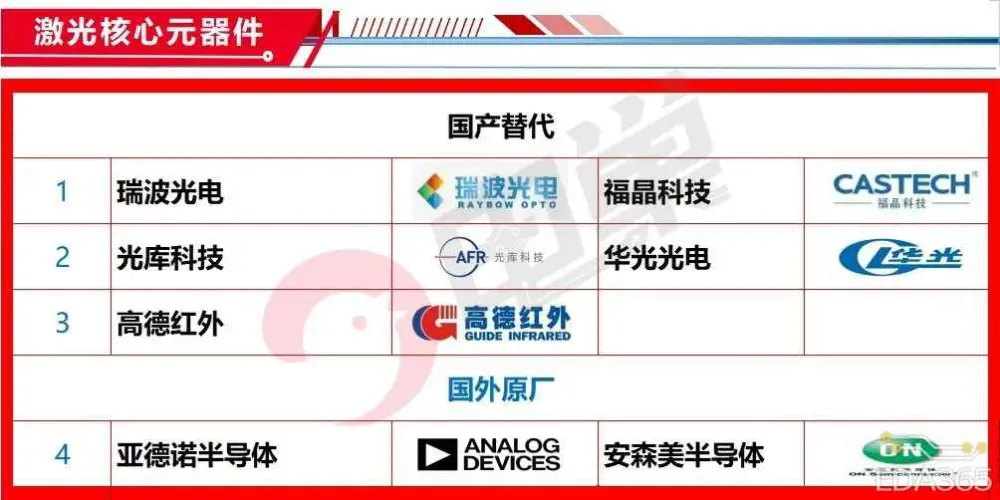 激光核心元器件
国产替代
1 瑞波光电 瑞波光电 RAYBOW OPTO 福晶科技 CASTECH® 福晶科技
2 光库科技 AFR 光库科技 华光光电 华光
3 高德红外 高德红外 GUIDE INFRARED
国外原厂
4 亚德诺半导体 ANALOG DEVICES 安森美半导体 ON
EDA365